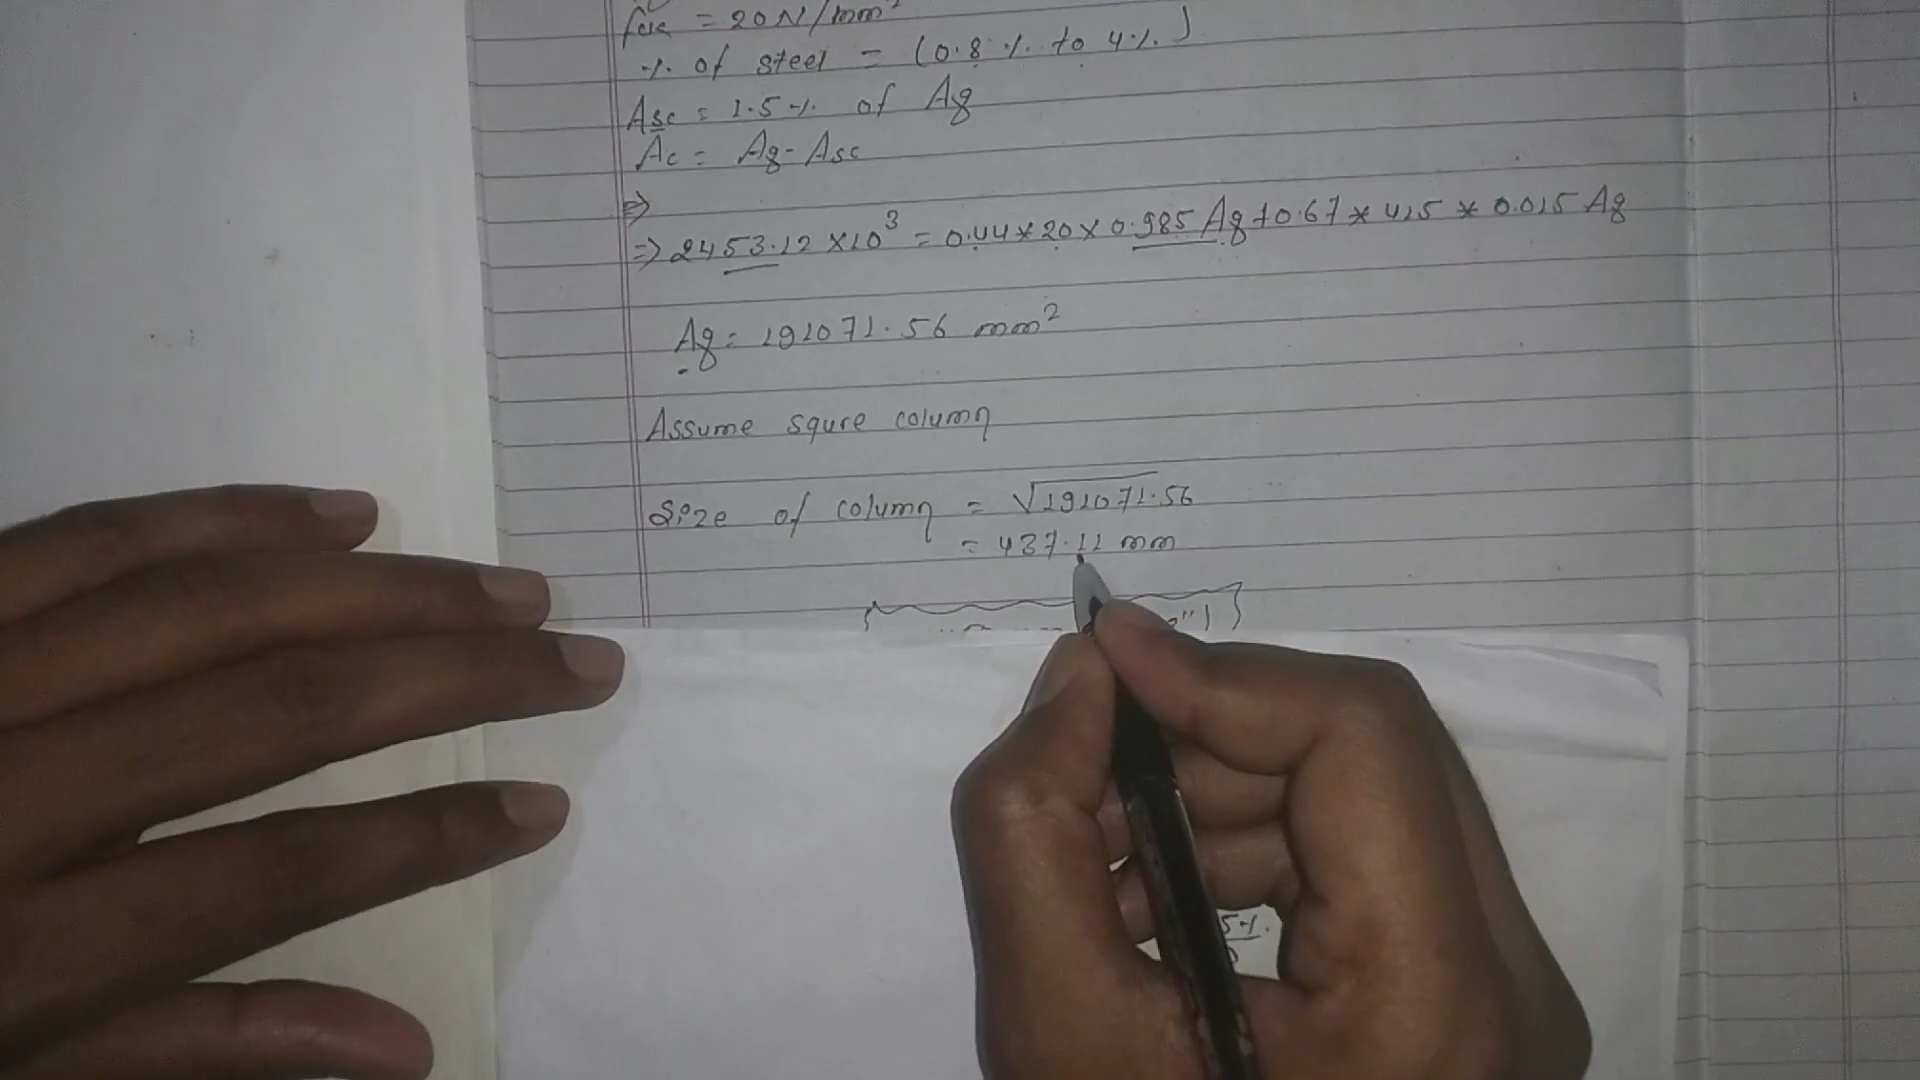 fck = 20 N/mm²
% of steel = (0.8 % to 4%)
Asc = 1.5 % of Ag
Ac = Ag - Asc
⇒
⇒ 2453.12 ×10³ = 0.44 * 20 × 0.985 Ag + 0.67 * 415 * 0.015 Ag
Ag = 191071.56 mm²
Assume squre column
Size of column = √191071.56
= 437.11 mm
5%